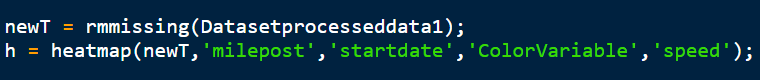 newT = rmmissing(Datasetprocesseddata1);
h = heatmap(newT,'milepost','startdate','ColorVariable','speed');